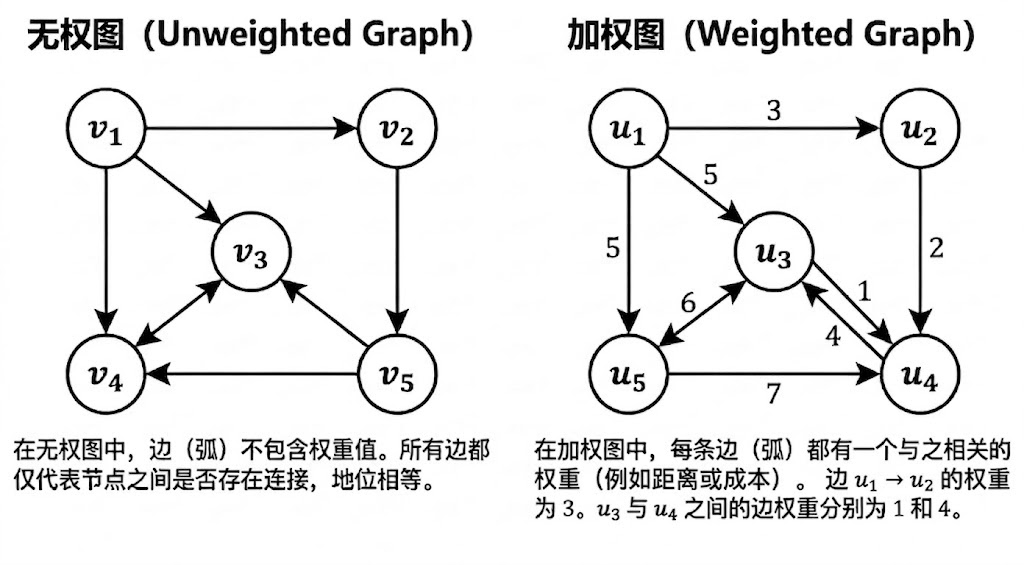 无权图（Unweighted Graph）
v₁
v₂
v₃
v₄
v₅
在无权图中，边（弧）不包含权重值。所有边都
仅代表节点之间是否存在连接，地位相等。
加权图（Weighted Graph）
u₁
3
u₂
5
5
u₃
2
6
1
4
u₅
7
u₄
在加权图中，每条边（弧）都有一个与之相关的
权重（例如距离或成本）。 边 u₁ → u₂ 的权重
为 3。u₃ 与 u₄ 之间的边权重分别为 1 和 4。